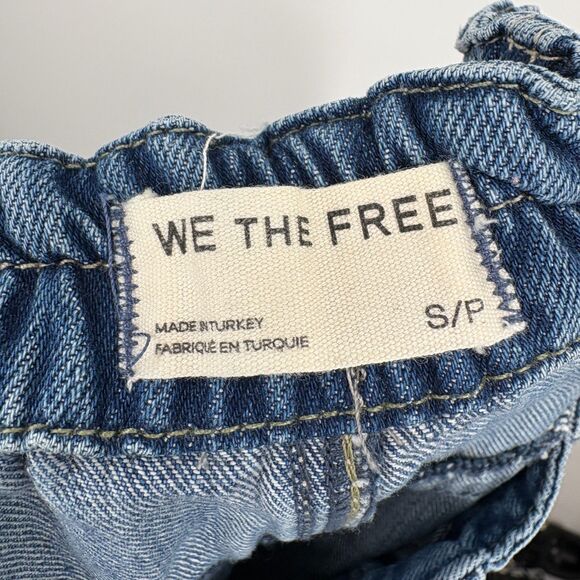 WE THE FREE
MADE IN TURKEY
FABRIQUÉ EN TURQUIE
S/P